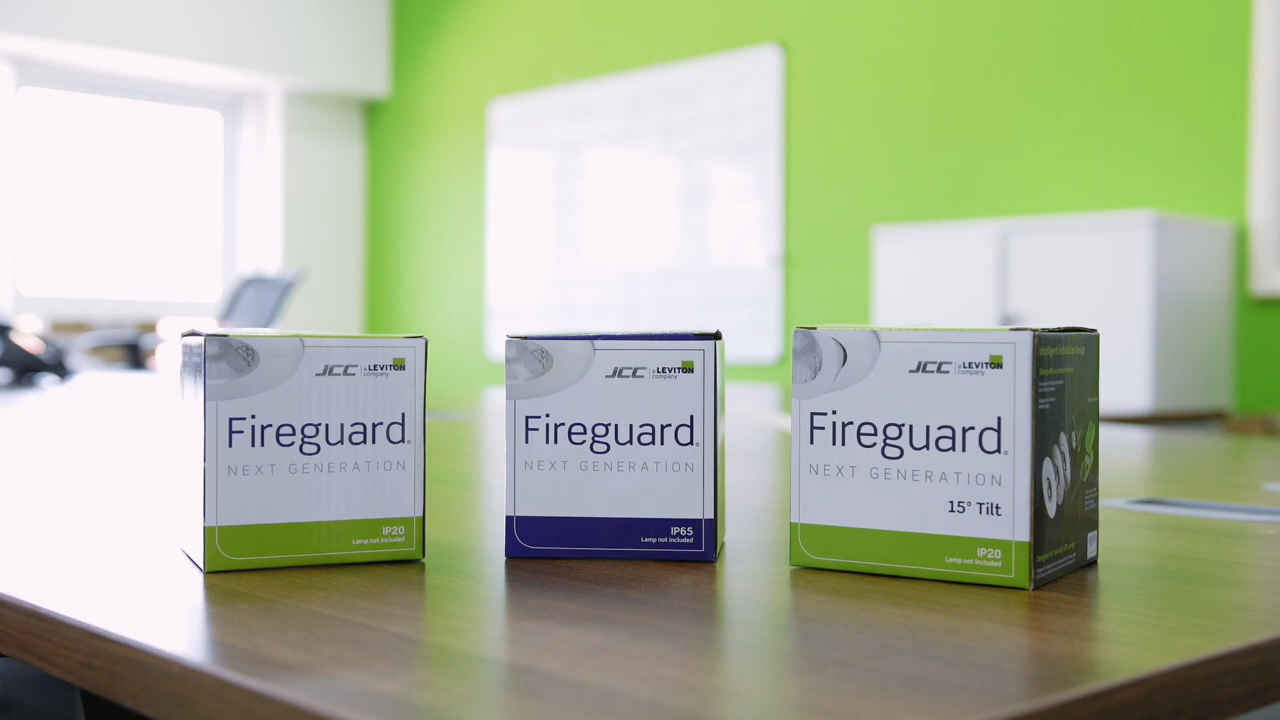 JCC a LEVITON company
Fireguard®
NEXT GENERATION
IP20
Lamp not included
JCC a LEVITON company
Fireguard®
NEXT GENERATION
IP65
Lamp not included
JCC a LEVITON company
Fireguard®
NEXT GENERATION
15° Tilt
IP20
Lamp not included